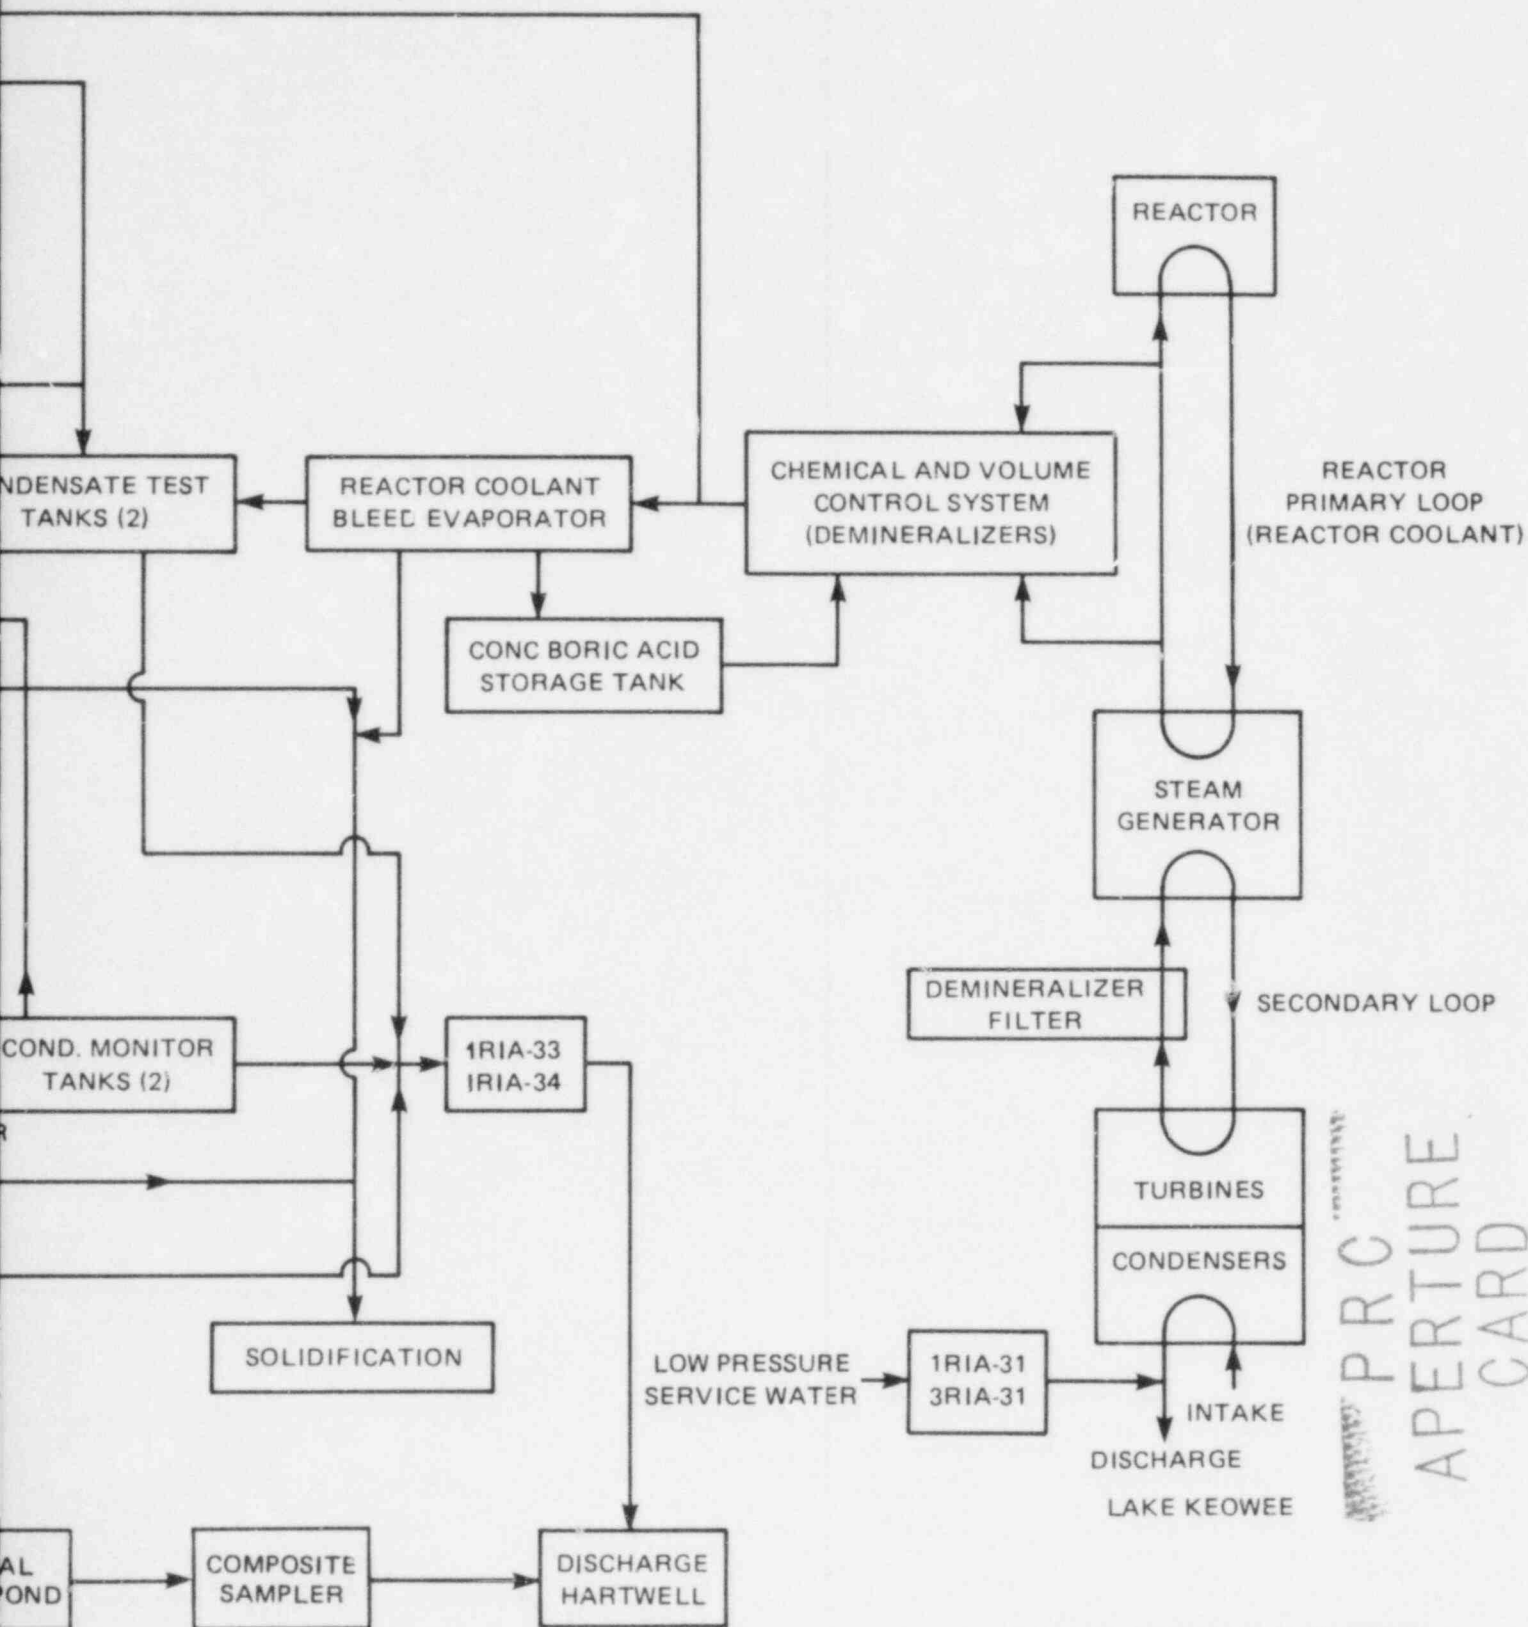 REACTOR
NDENSATE TEST
TANKS (2)
REACTOR COOLANT
BLEED EVAPORATOR
CHEMICAL AND VOLUME
CONTROL SYSTEM
(DEMINERALIZERS)
REACTOR
PRIMARY LOOP
(REACTOR COOLANT)
CONC BORIC ACID
STORAGE TANK
STEAM
GENERATOR
DEMINERALIZER
FILTER
SECONDARY LOOP
COND. MONITOR
TANKS (2)
R
1RIA-33
IRIA-34
TURBINES
CONDENSERS
SOLIDIFICATION
LOW PRESSURE
SERVICE WATER
1RIA-31
3RIA-31
INTAKE
DISCHARGE
LAKE KEOWEE
AL
POND
COMPOSITE
SAMPLER
DISCHARGE
HARTWELL
PRC
APERTURE
CARD